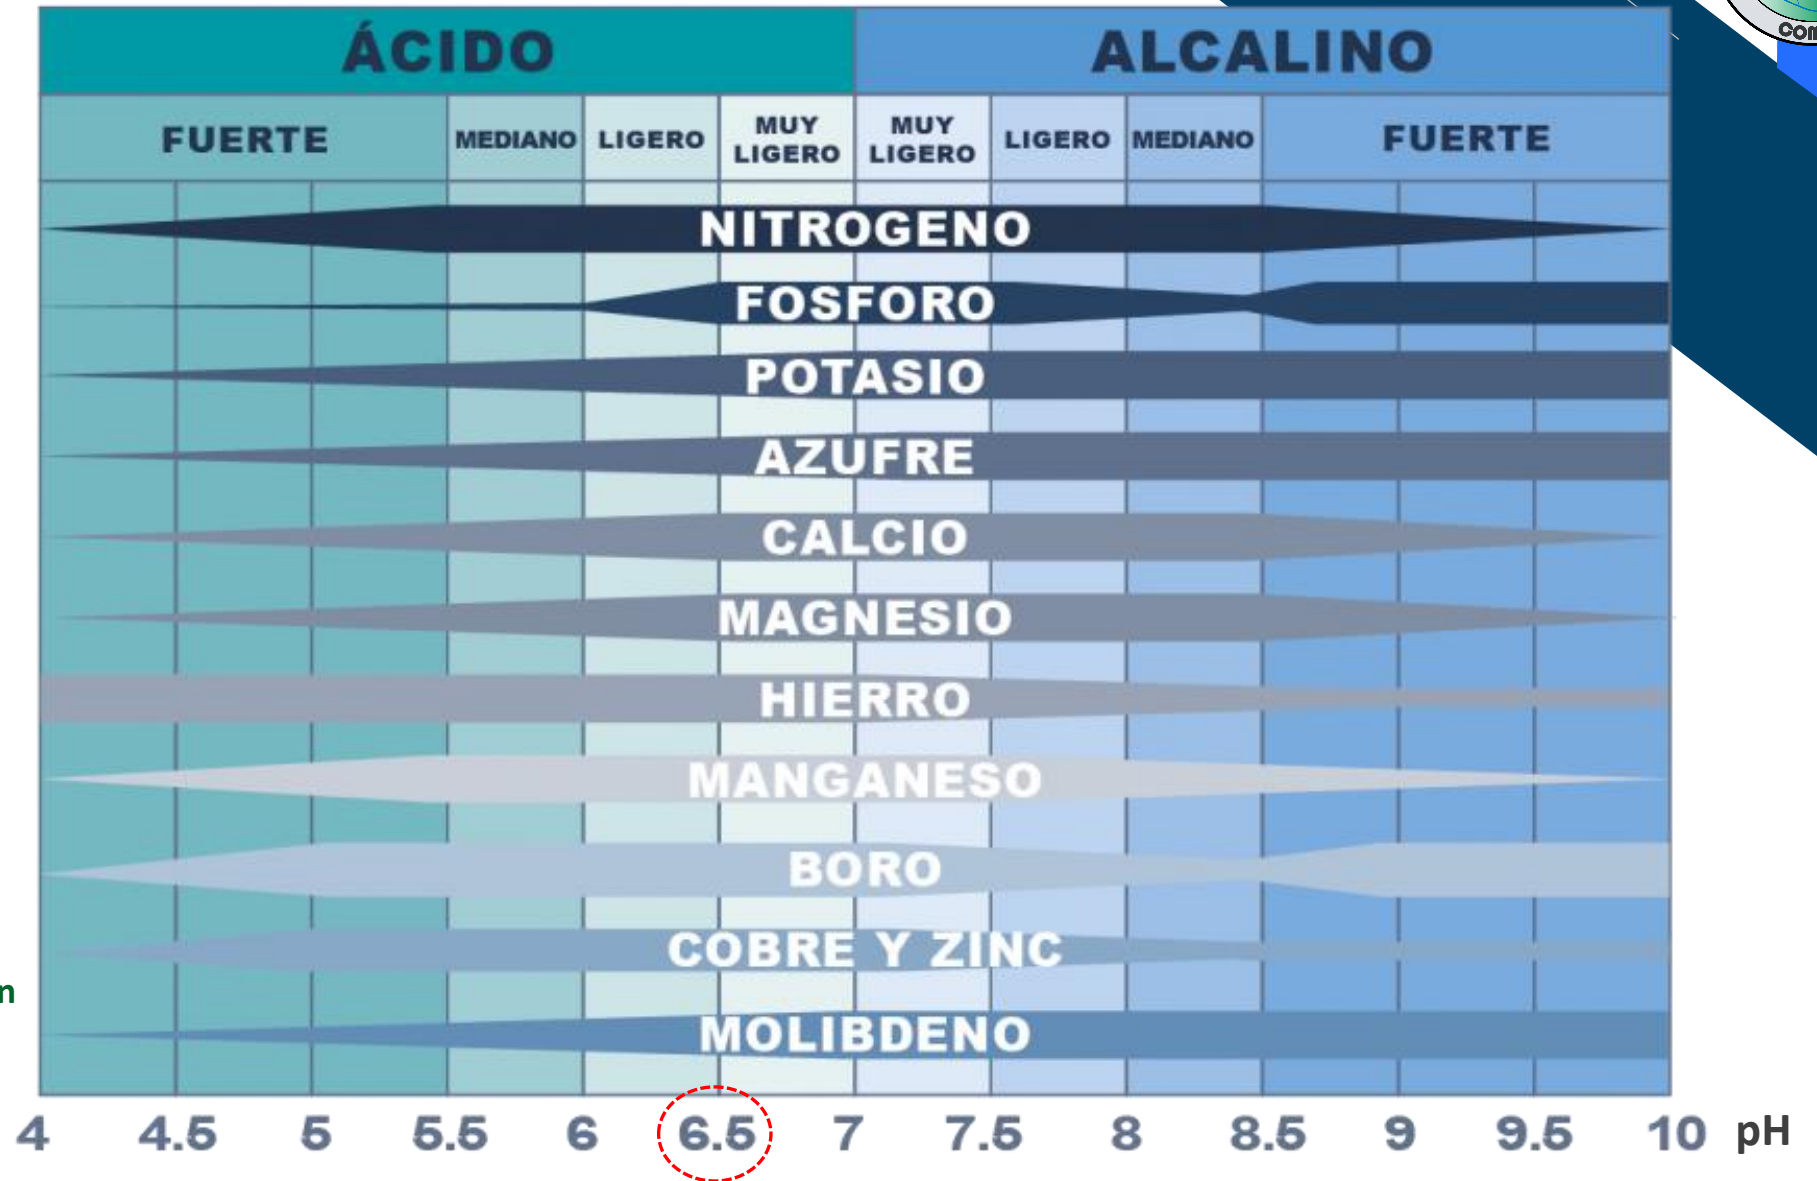 ÁCIDO
ALCALINO
FUERTE
MEDIANO
LIGERO
MUY
LIGERO
MUY
LIGERO
LIGERO
MEDIANO
FUERTE
NITROGENO
FOSFORO
POTASIO
AZUFRE
CALCIO
MAGNESIO
HIERRO
MANGANESO
BORO
COBRE Y ZINC
MOLIBDENO
4 4.5 5 5.5 6 6.5 7 7.5 8 8.5 9 9.5 10 pH